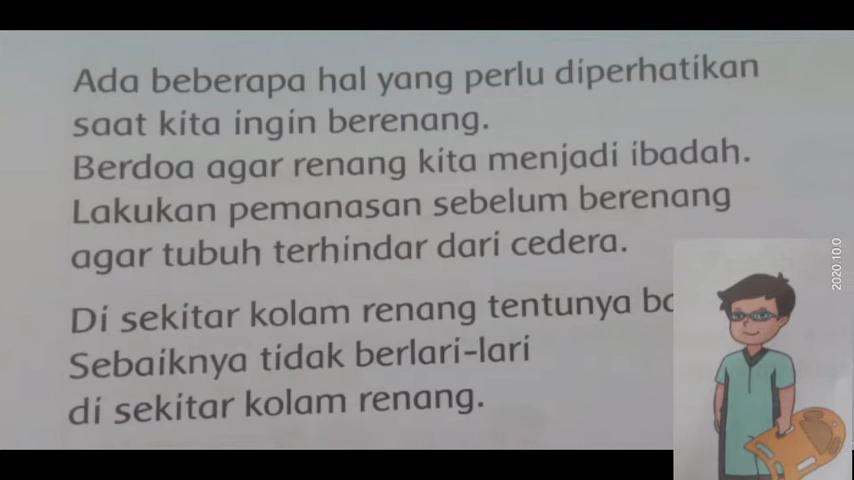 Ada beberapa hal yang perlu diperhatikan
saat kita ingin berenang.
Berdoa agar renang kita menjadi ibadah.
Lakukan pemanasan sebelum berenang
agar tubuh terhindar dari cedera.
Di sekitar kolam renang tentunya
Sebaiknya tidak berlari-lari
di sekitar kolam renang.
2020.10.0